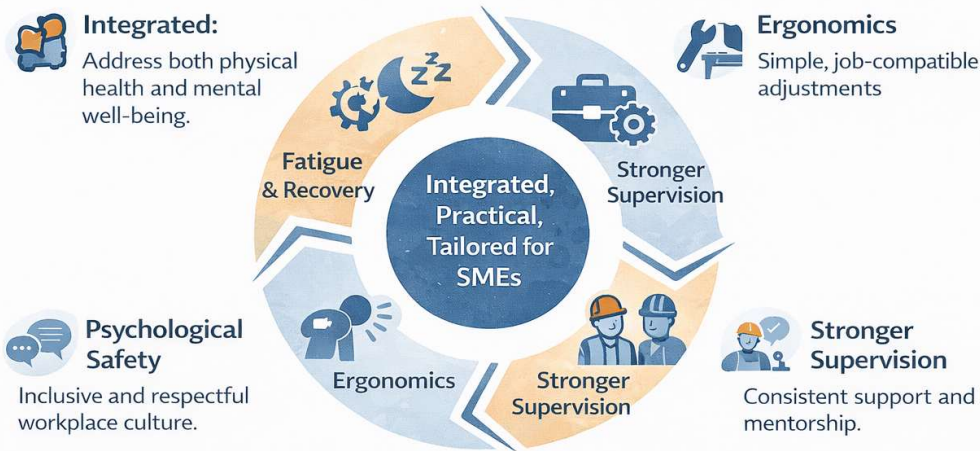 Integrated:
Address both physical
health and mental
well-being.
Ergonomics
Simple, job-compatible
adjustments
ZZZ
Fatigue
& Recovery
Stronger
Supervision
Integrated,
Practical,
Tailored for
SMEs
Ergonomics
Stronger
Supervision
Psychological
Safety
Inclusive and respectful
workplace culture.
Stronger
Supervision
Consistent support and
mentorship.